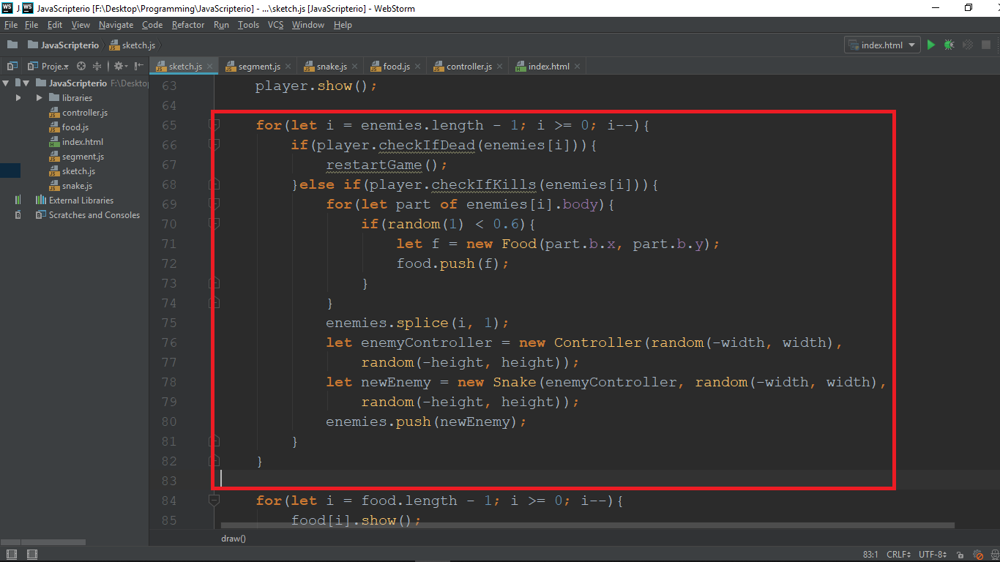 WS J WS JavaScripterio [F:\Desktop\Programming\JavaScripterio] - ...\sketch.js [JavaScripterio] - WebStorm
File File Edit View Navigate Code Refactor Run Tools VCS Window Help
JavaScripterio sketch.js index.html
Proje.. sketch.js segment.js snake.js food.js controller.js index.html
JavaScripterio F:\Deskto
libraries
controller.js
food.js
index.html
segment.js
sketch.js
snake.js
External Libraries
Scratches and Consoles
63 player.show();
64
65 for(let i = enemies.length - 1; i >= 0; i--){
66 if(player.checkIfDead(enemies[i])){
67 restartGame();
68 }else if(player.checkIfKills(enemies[i])){
69 for(let part of enemies[i].body){
70 if(random(1) < 0.6){
71 let f = new Food(part.b.x, part.b.y);
72 food.push(f);
73 }
74 }
75 enemies.splice(i, 1);
76 let enemyController = new Controller(random(-width, width),
77 random(-height, height));
78 let newEnemy = new Snake(enemyController, random(-width, width),
79 random(-height, height));
80 enemies.push(newEnemy);
81 }
82 }
83
84 for(let i = food.length - 1; i >= 0; i--){
85 food[i].show();
draw()
83:1 CRLF UTF-8